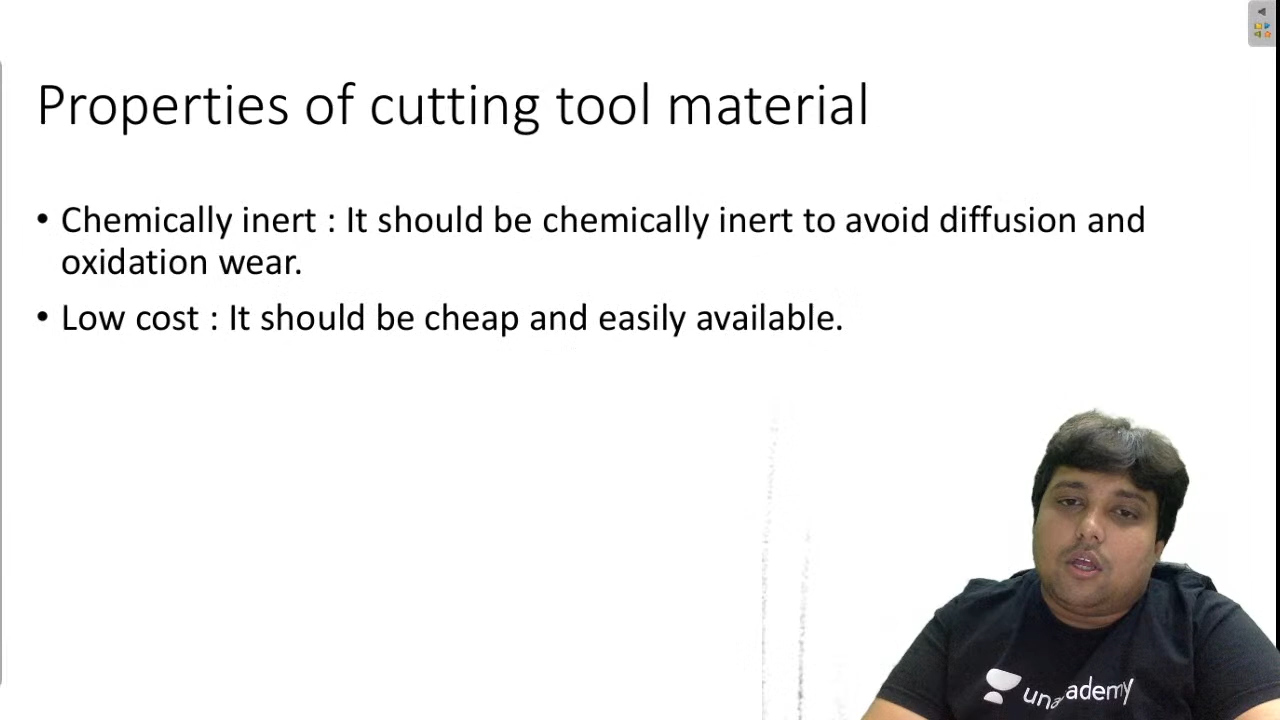 Properties of cutting tool material
• Chemically inert : It should be chemically inert to avoid diffusion and
oxidation wear.
• Low cost : It should be cheap and easily available.
unacademy